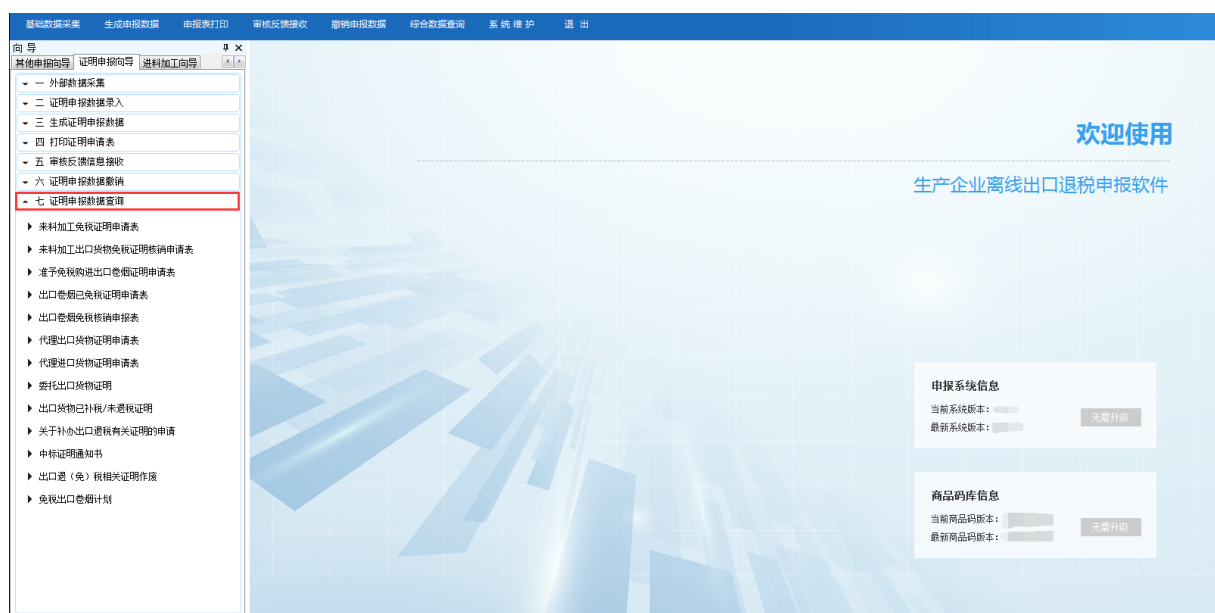 基础数据采集 生成申报数据 申报表打印 审核反馈接收 撤销申报数据 综合数据查询 系统维护 退出
向导
其他申报向导 证明申报向导 进料加工向导
一 外部数据采集
二 证明申报数据录入
三 生成证明申报数据
四 打印证明申请表
五 审核反馈信息接收
六 证明申报数据撤销
七 证明申报数据查询
来料加工免税证明申请表
来料加工出口货物免税证明核销申请表
准予免税购进出口卷烟证明申请表
出口卷烟已免税证明申请表
出口卷烟免税核销申报表
代理出口货物证明申请表
代理进口货物证明申请表
委托出口货物证明
出口货物已补税/未退税证明
关于补办出口退税有关证明的申请
中标证明通知书
出口退（免）税相关证明作废
免税出口卷烟计划
欢迎使用
生产企业离线出口退税申报软件
申报系统信息
当前系统版本：
无需升级
最新系统版本：
商品码库信息
当前商品码版本：
无需升级
最新商品码版本：